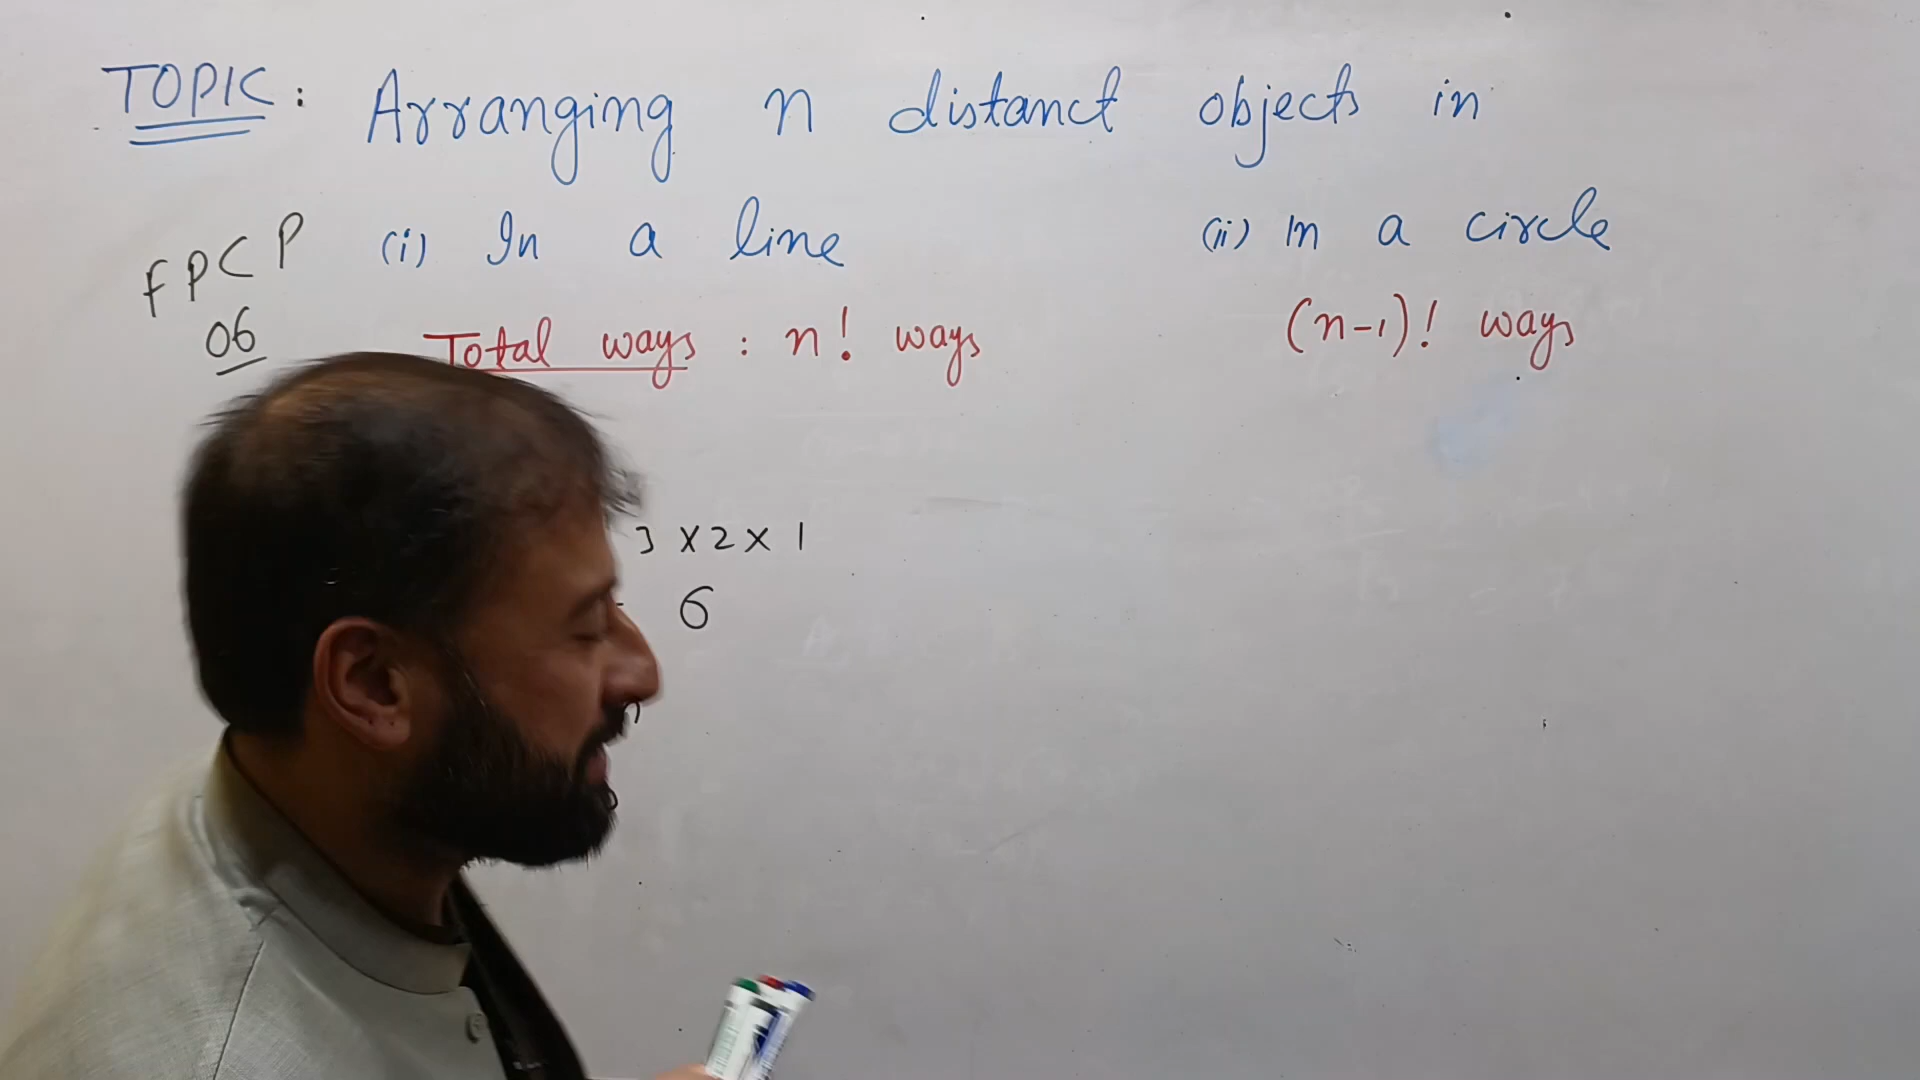 TOPIC : Arranging n distanct objects in
(i) In a line
(ii) In a circle
FPCP
06
Total ways : n! ways
(n-1)! ways
3 x 2 x 1
6